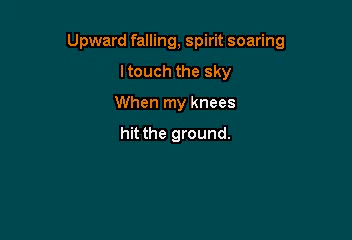 Upward falling, spirit soaring
I touch the sky
When my knees
hit the ground.